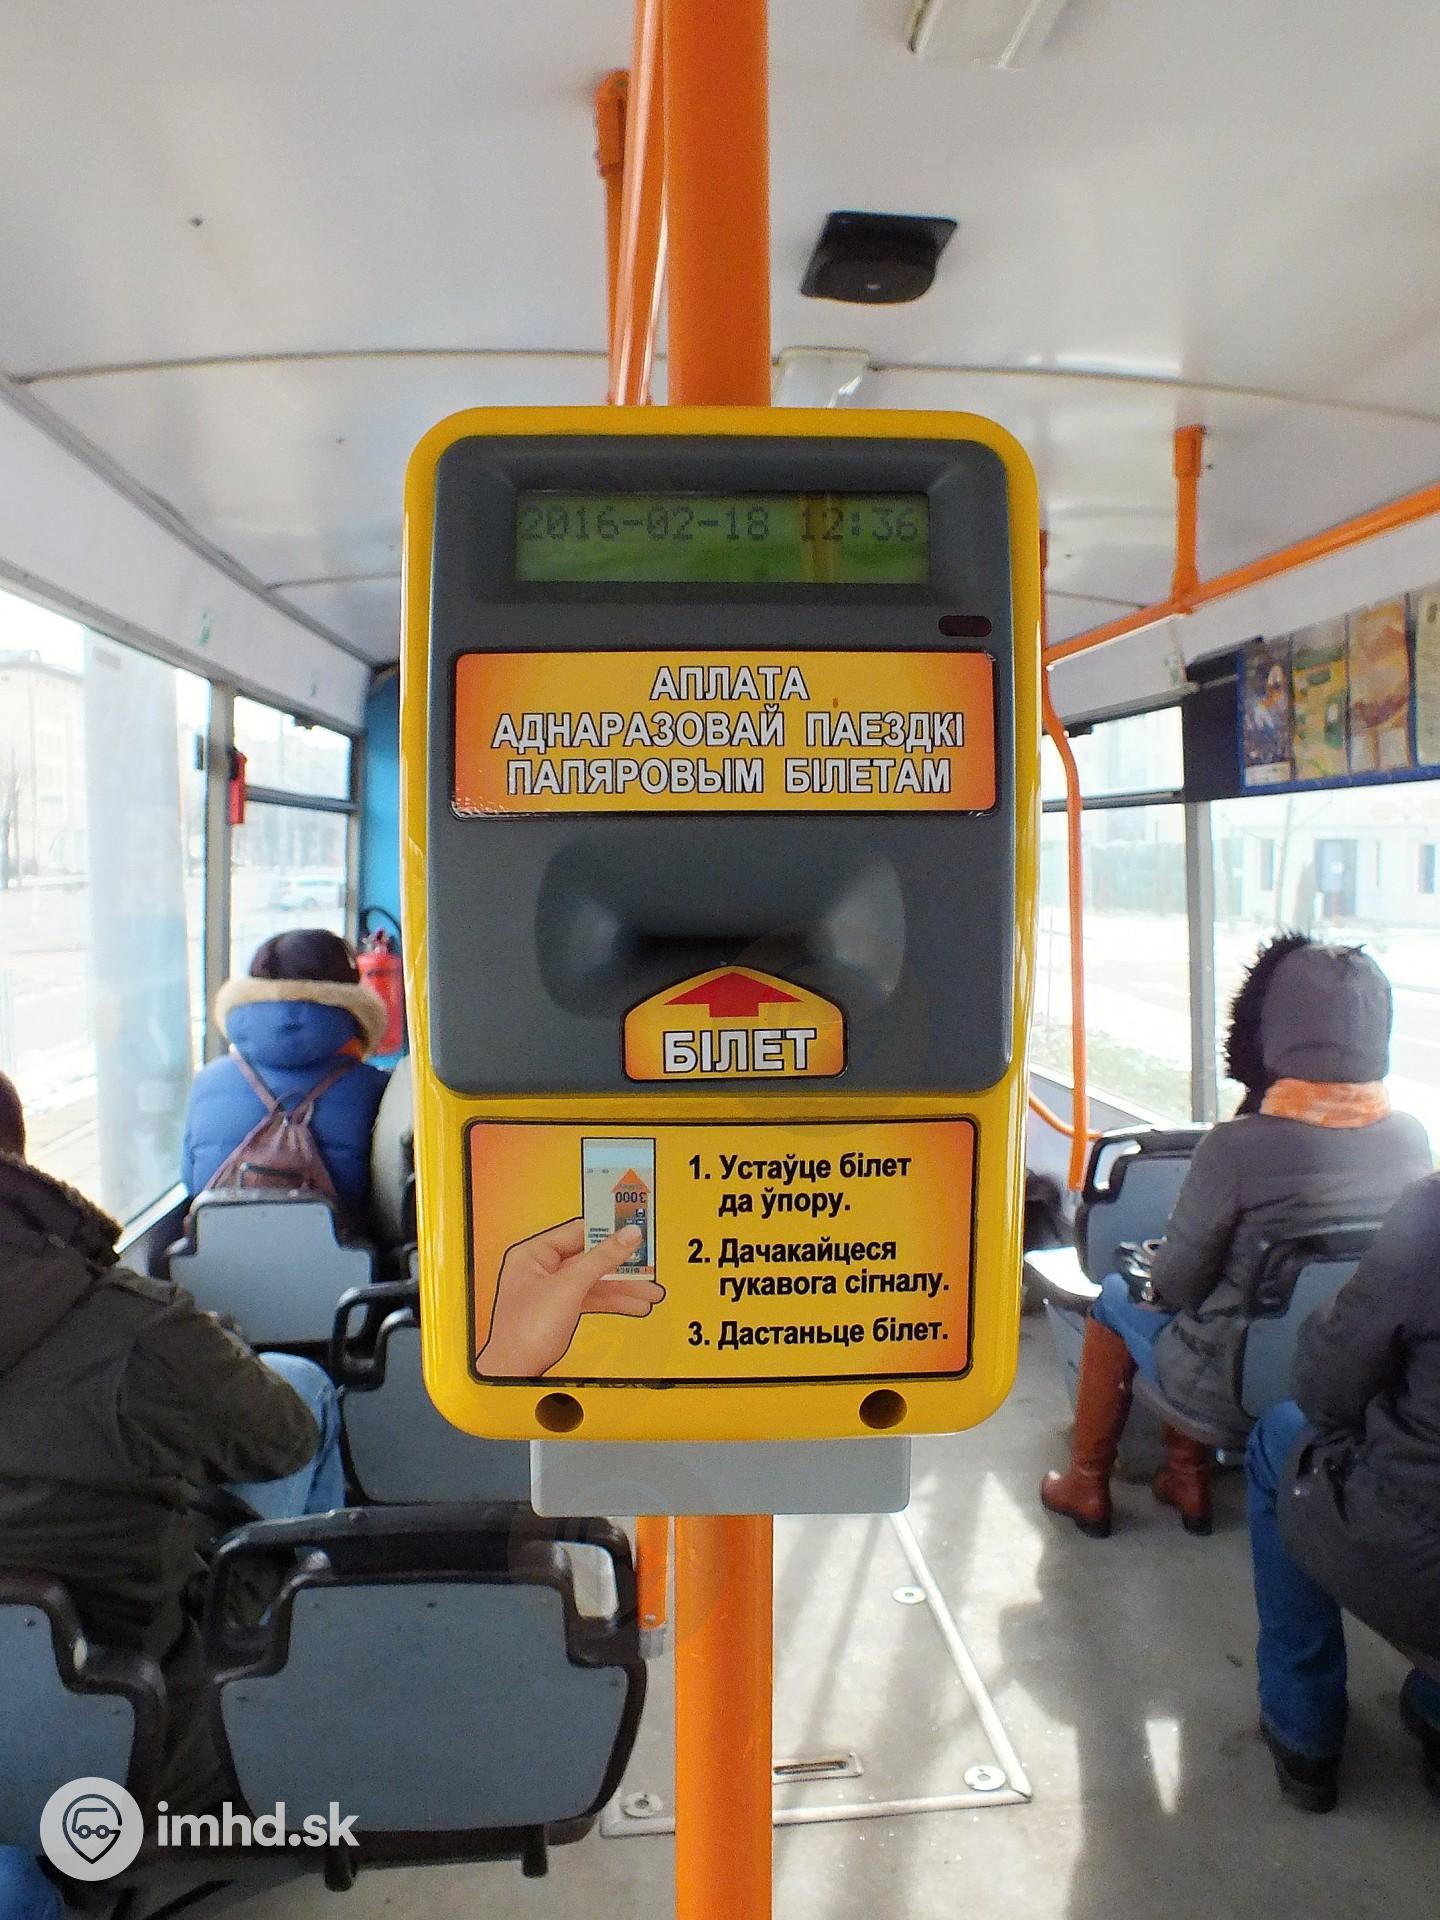 2016-02-18 12:36
АПЛАТА
АДНАРАЗОВАЙ ПАЕЗДКІ
ПАПЯРОВЫМ БІЛЕТАМ
БІЛЕТ
3000
1. Устаўце білет
да ўпору.
2. Дачакайцеся
гукавога сігналу.
3. Дастаньце білет.
imhd.sk